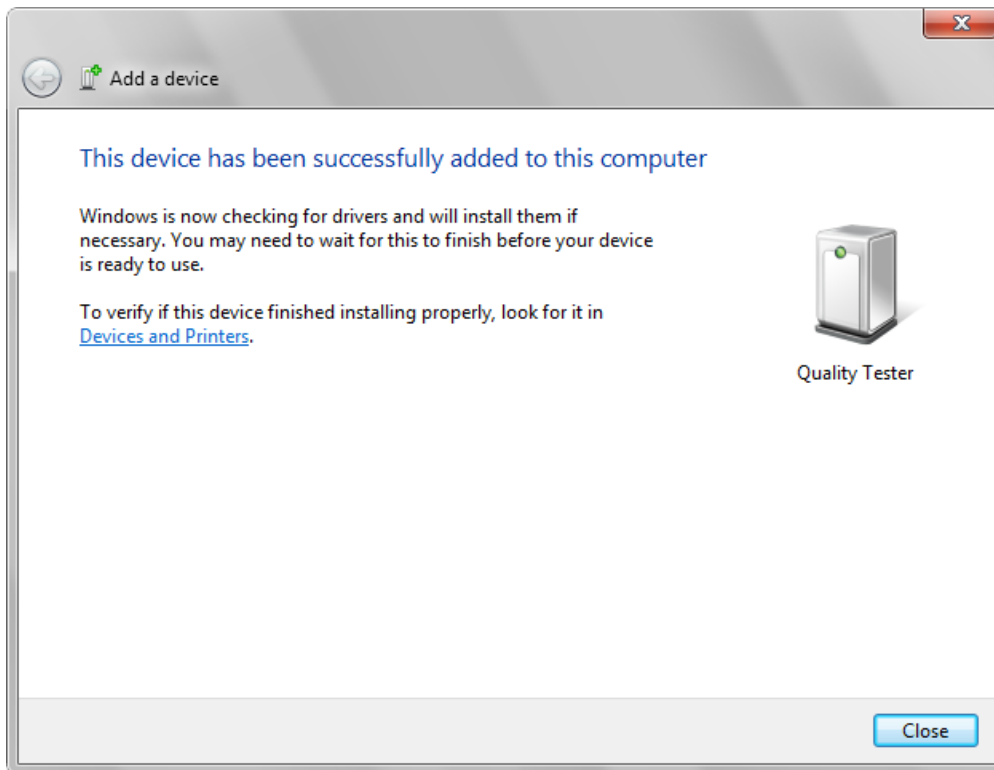 Add a device
This device has been successfully added to this computer
Windows is now checking for drivers and will install them if
necessary. You may need to wait for this to finish before your device
is ready to use.
To verify if this device finished installing properly, look for it in
Devices and Printers.
Quality Tester
Close